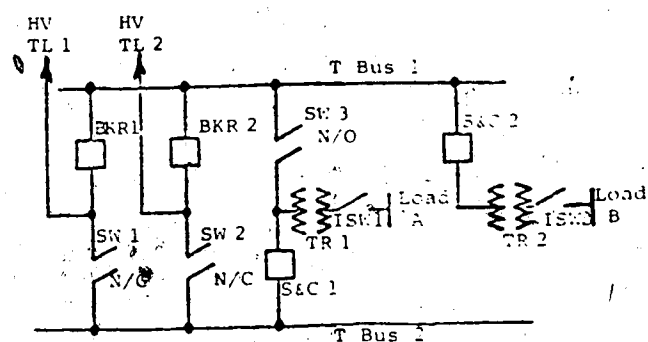 HV
TL 1
HV
TL 2
T Bus 1
BKR1
BKR 2
SW 3
N/O
S&C 2
Load
A
ISW1
TR 1
Load
B
TR 2
SW 1
SW 2
N/C
S&C 1
T Bus 2